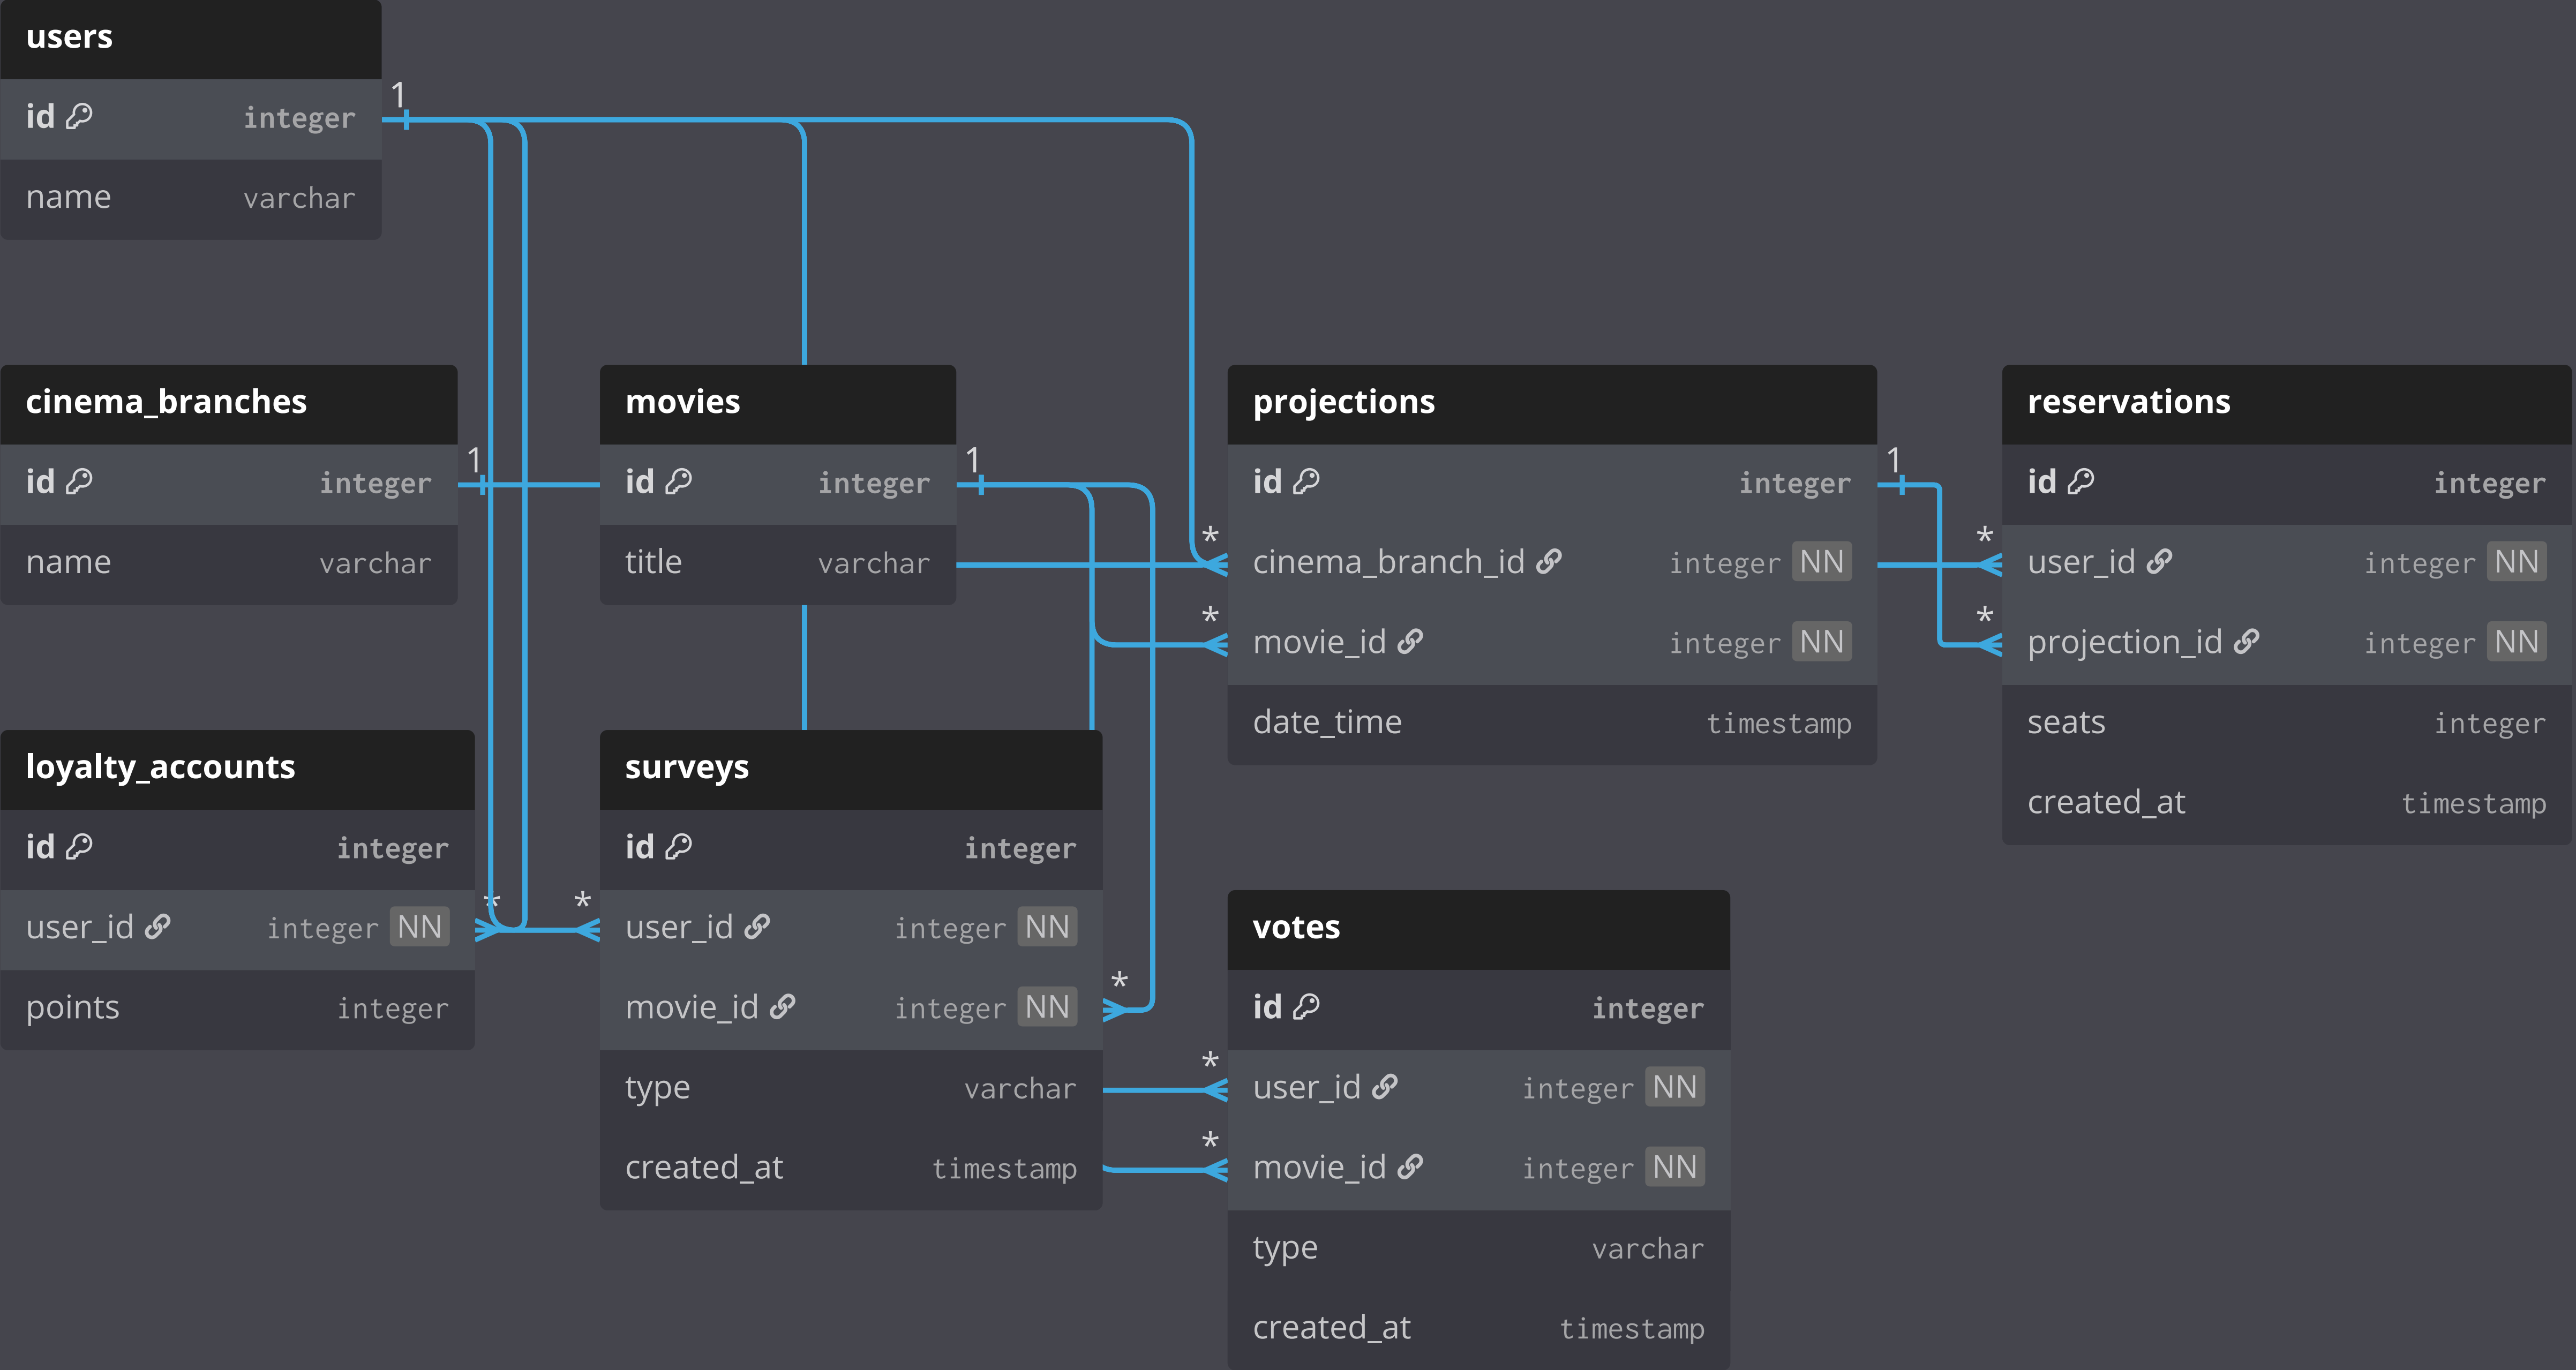 users
id integer
name varchar
1
cinema_branches
id integer
name varchar
1
movies
id integer
title varchar
1
projections
id integer
cinema_branch_id integer NN
movie_id integer NN
date_time timestamp
*
*
1
reservations
id integer
user_id integer NN
projection_id integer NN
seats integer
created_at timestamp
*
*
loyalty_accounts
id integer
user_id integer NN
points integer
*
surveys
id integer
user_id integer NN
movie_id integer NN
type varchar
created_at timestamp
*
*
votes
id integer
user_id integer NN
movie_id integer NN
type varchar
created_at timestamp
*
*